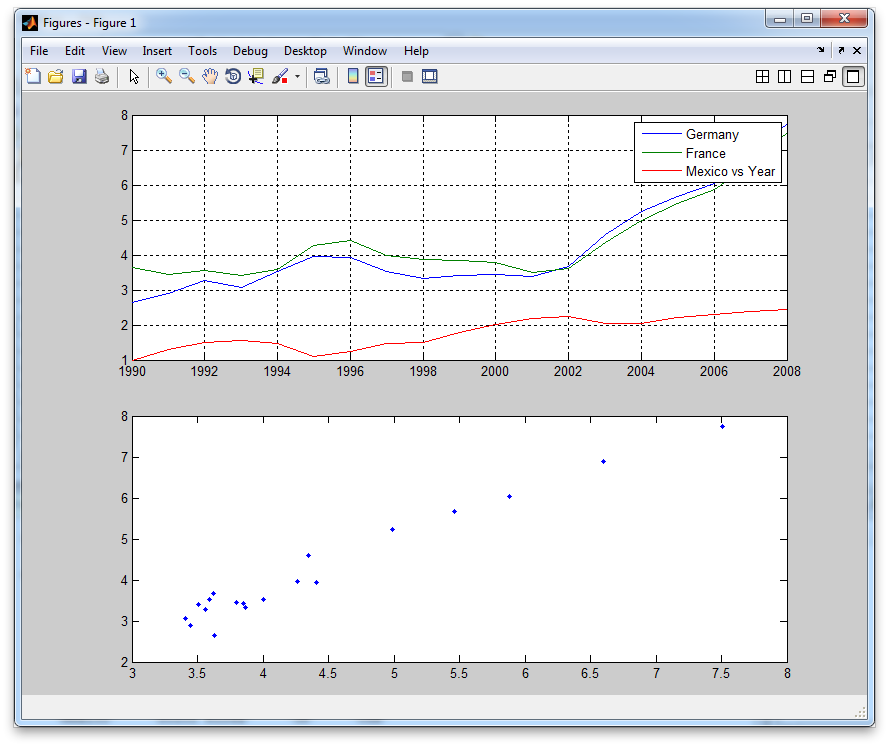 Figures - Figure 1
File Edit View Insert Tools Debug Desktop Window Help
8
7
6
5
4
3
2
1
Germany
France
Mexico vs Year
1990 1992 1994 1996 1998 2000 2002 2004 2006 2008
8
7
6
5
4
3
2
3 3.5 4 4.5 5 5.5 6 6.5 7 7.5 8